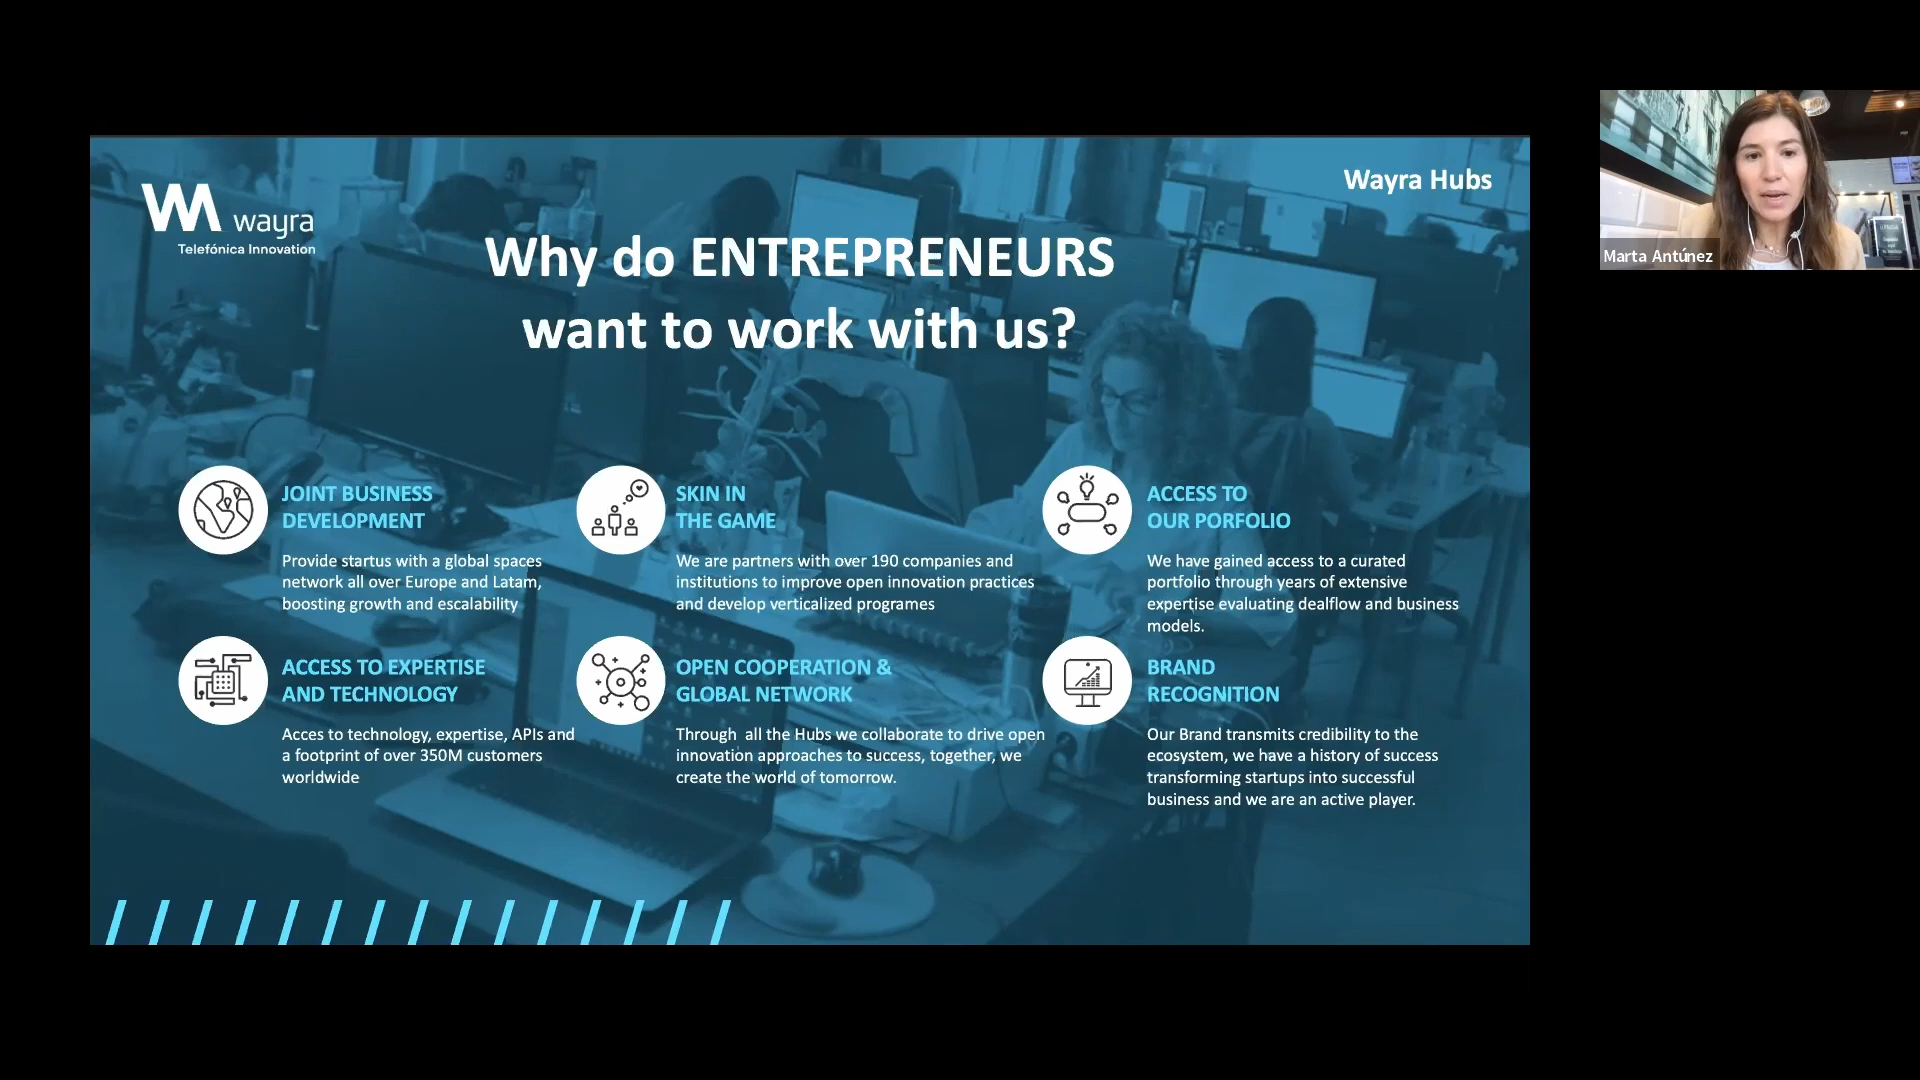 wayra
Telefónica Innovation
Wayra Hubs
Why do ENTREPRENEURS
want to work with us?
JOINT BUSINESS
DEVELOPMENT
Provide startus with a global spaces
network all over Europe and Latam,
boosting growth and escalability
SKIN IN
THE GAME
We are partners with over 190 companies and
institutions to improve open innovation practices
and develop verticalized programes
ACCESS TO
OUR PORFOLIO
We have gained access to a curated
portfolio through years of extensive
expertise evaluating dealflow and business
models.
ACCESS TO EXPERTISE
AND TECHNOLOGY
Acces to technology, expertise, APIs and
a footprint of over 350M customers
worldwide
OPEN COOPERATION &
GLOBAL NETWORK
Through all the Hubs we collaborate to drive open
innovation approaches to success, together, we
create the world of tomorrow.
BRAND
RECOGNITION
Our Brand transmits credibility to the
ecosystem, we have a history of success
transforming startups into successful
business and we are an active player.
Marta Antúnez